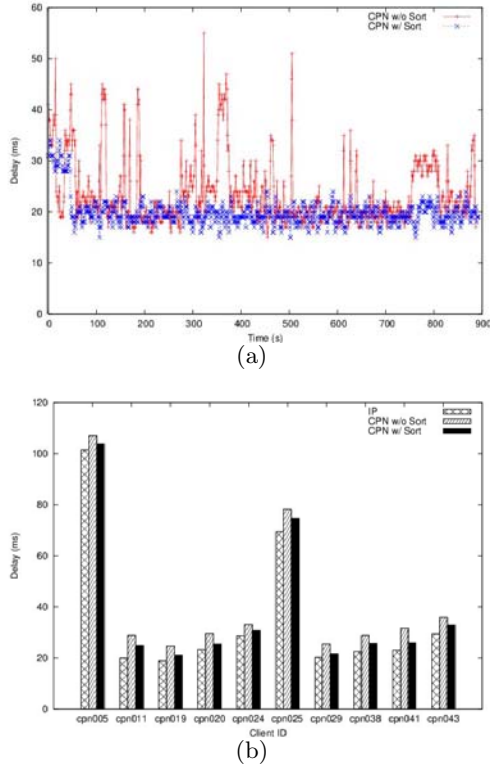 60
50
40
30
20
10
0
Delay (ms)
CPN w/o Sort
CPN w/ Sort
0 100 200 300 400 500 600 700 800 900
Time (s)
(a)
120
100
80
60
40
20
0
Delay (ms)
IP
CPN w/o Sort
CPN w/ Sort
cpn005 cpn011 cpn019 cpn020 cpn024 cpn025 cpn029 cpn038 cpn041 cpn043
Client ID
(b)